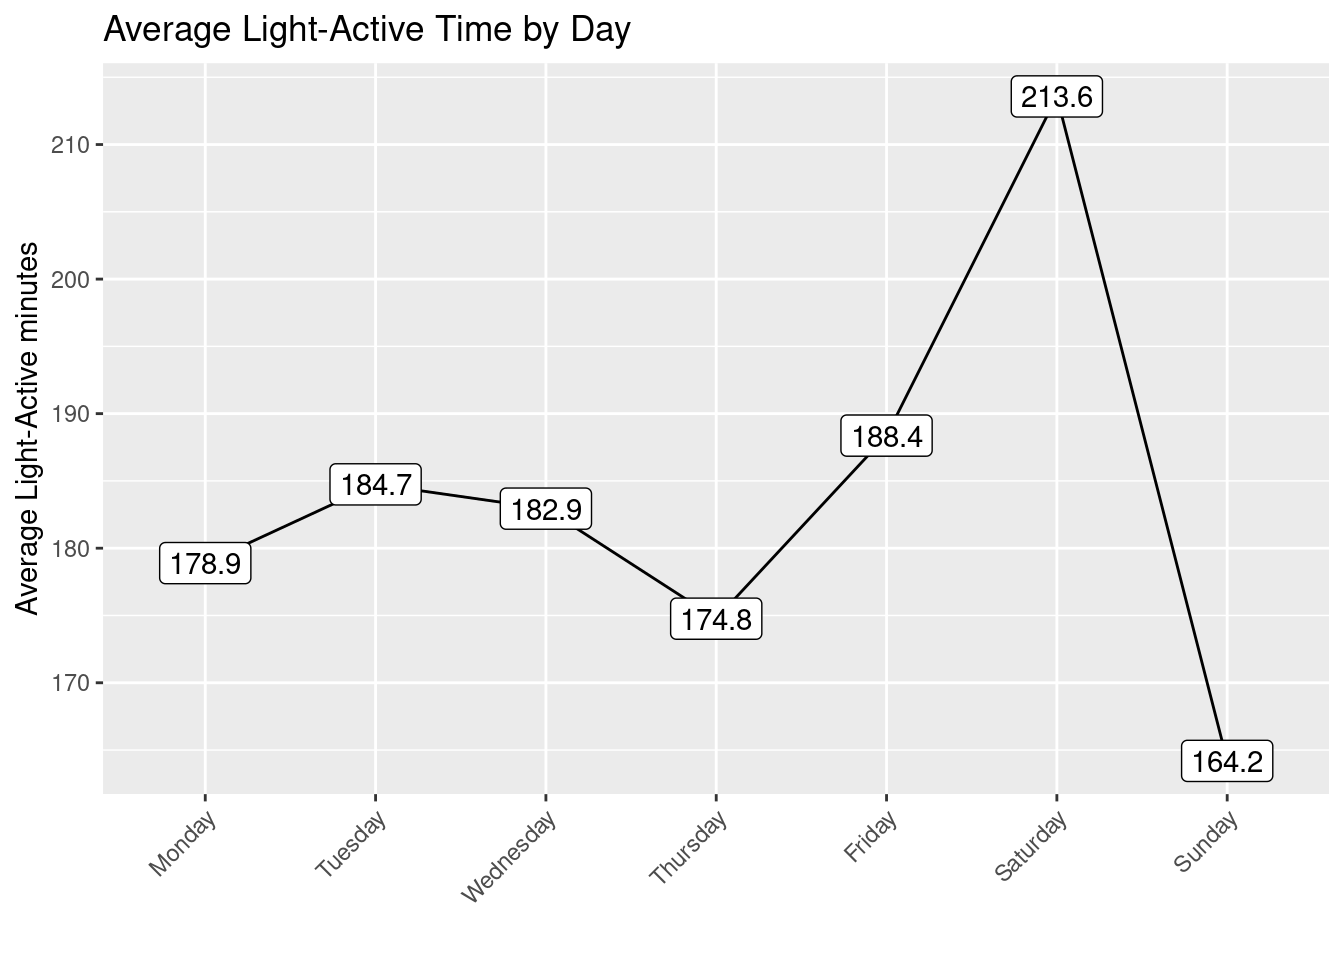 Average Light-Active Time by Day
Average Light-Active minutes
210
200
190
180
170
178.9
184.7
182.9
174.8
188.4
213.6
164.2
Monday
Tuesday
Wednesday
Thursday
Friday
Saturday
Sunday